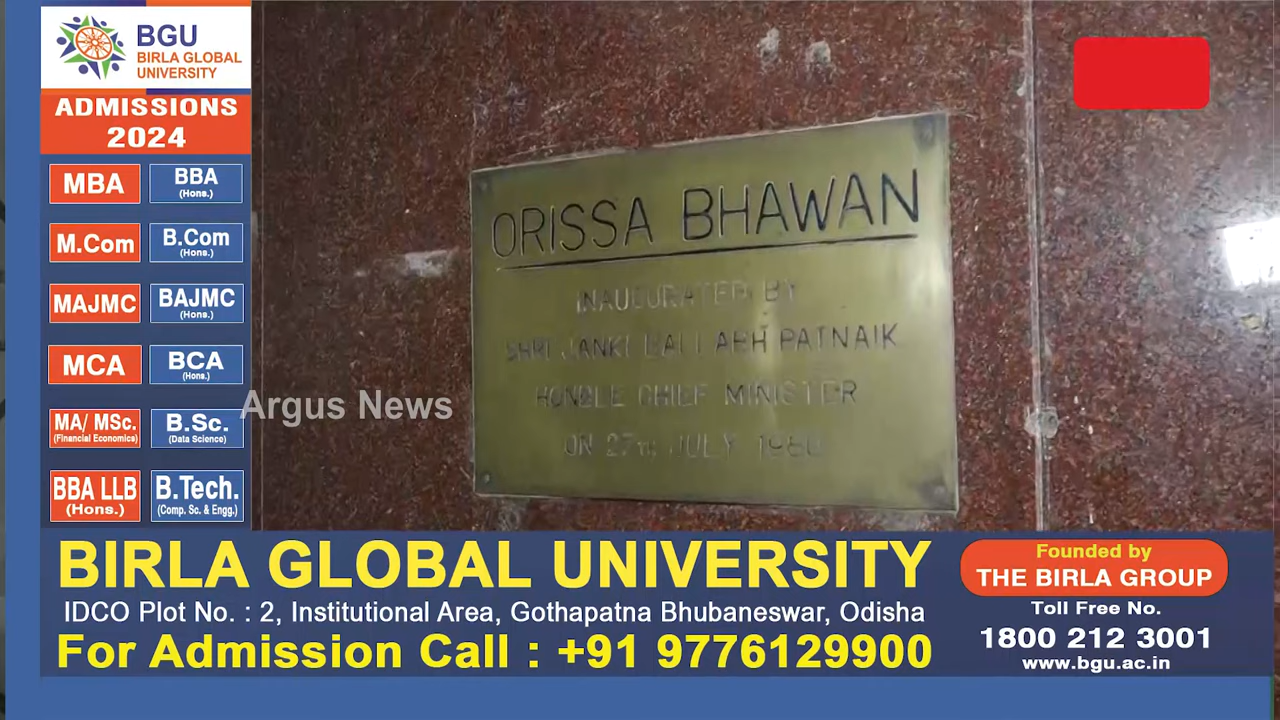 BGU
BIRLA GLOBAL
UNIVERSITY
ADMISSIONS
2024
MBA
BBA
(Hons.)
M.Com
B.Com
(Hons.)
MAJMC
BAJMC
(Hons.)
MCA
BCA
(Hons.)
MA/ MSc.
(Financial Economics)
B.Sc.
(Data Science)
BBA LLB
(Hons.)
B.Tech.
(Comp. Sc. & Engg.)
ORISSA BHAWAN
INAUGURATED BY
SHRI JANKI BALLABH PATNAIK
HON'BLE CHIEF MINISTER
ON 27TH JULY
Argus News
BIRLA GLOBAL UNIVERSITY
IDCO Plot No. : 2, Institutional Area, Gothapatna Bhubaneswar, Odisha
For Admission Call : +91 9776129900
Founded by
THE BIRLA GROUP
Toll Free No.
1800 212 3001
www.bgu.ac.in